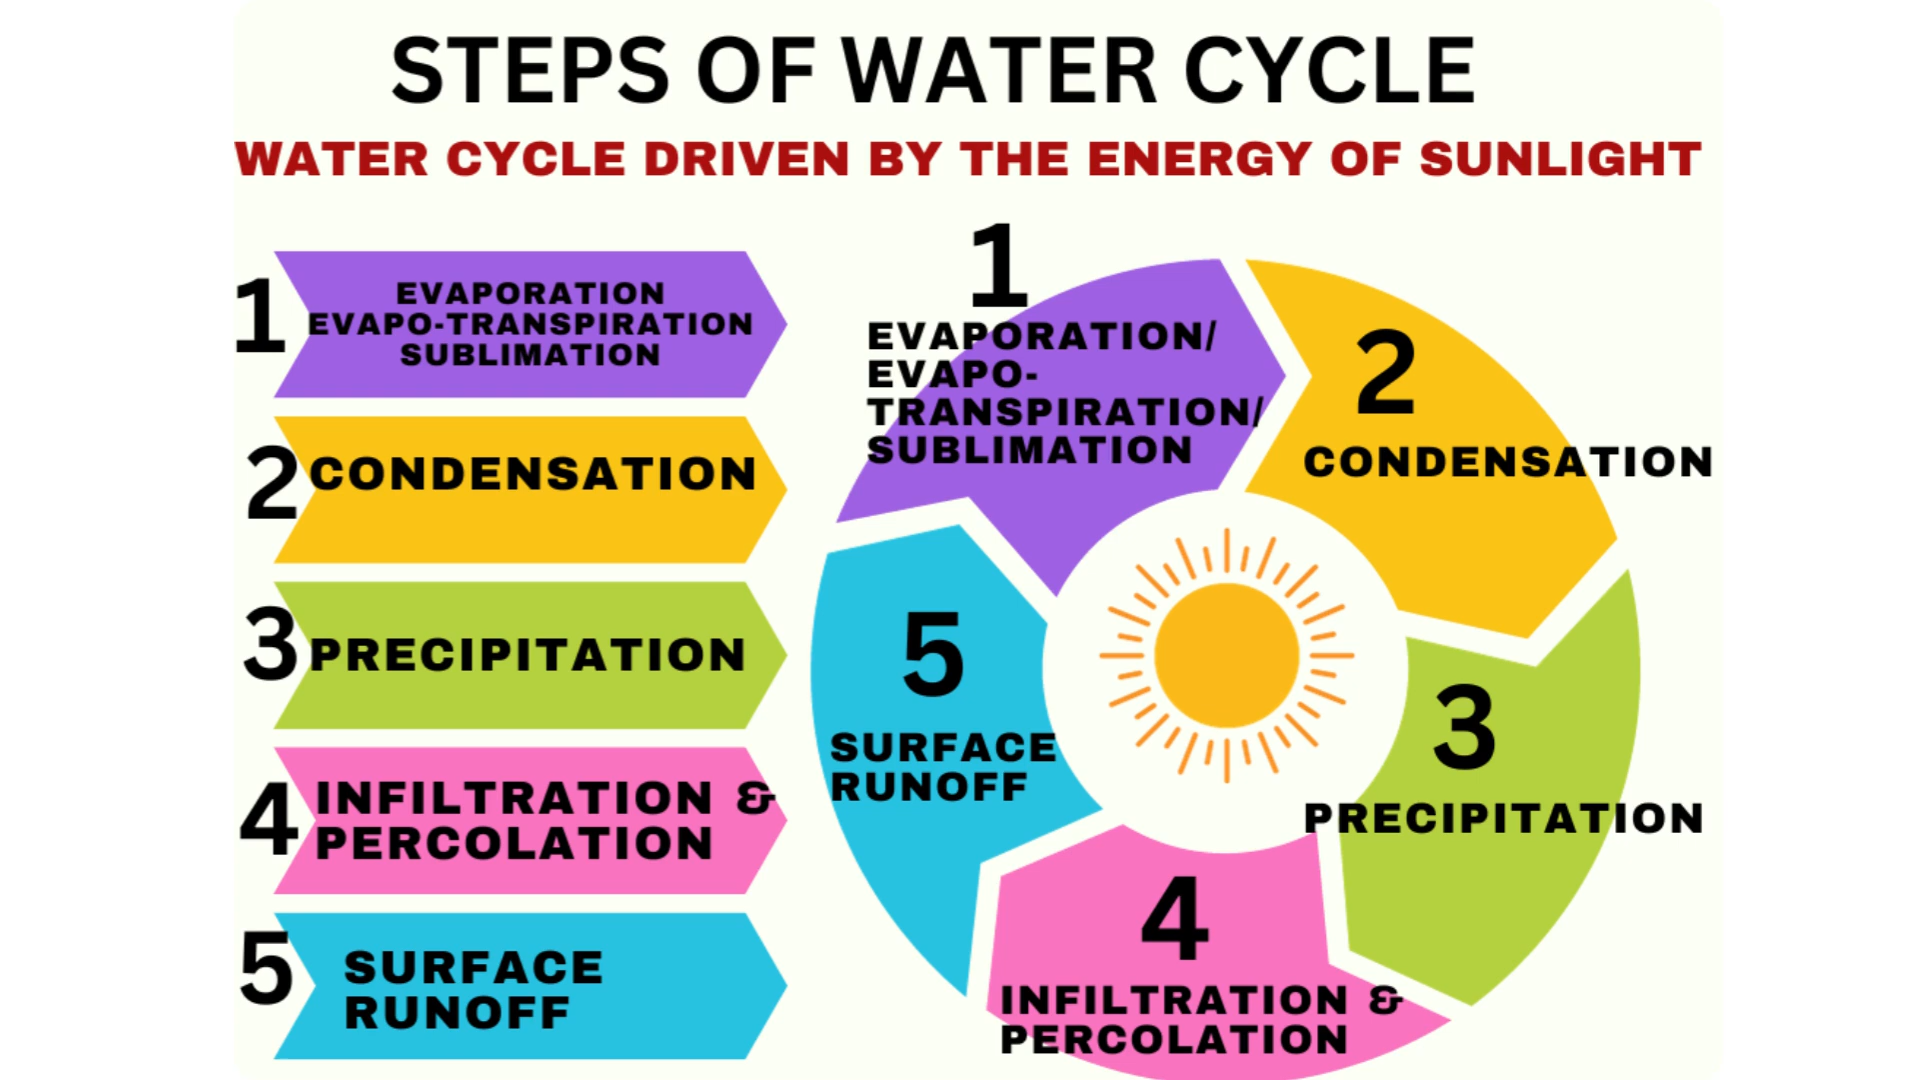 STEPS OF WATER CYCLE
WATER CYCLE DRIVEN BY THE ENERGY OF SUNLIGHT
1
EVAPORATION
EVAPO-TRANSPIRATION
SUBLIMATION
2
CONDENSATION
3
PRECIPITATION
4
INFILTRATION &
PERCOLATION
5
SURFACE
RUNOFF
1
EVAPORATION/
EVAPO-
TRANSPIRATION/
SUBLIMATION
2
CONDENSATION
3
PRECIPITATION
4
INFILTRATION &
PERCOLATION
5
SURFACE
RUNOFF